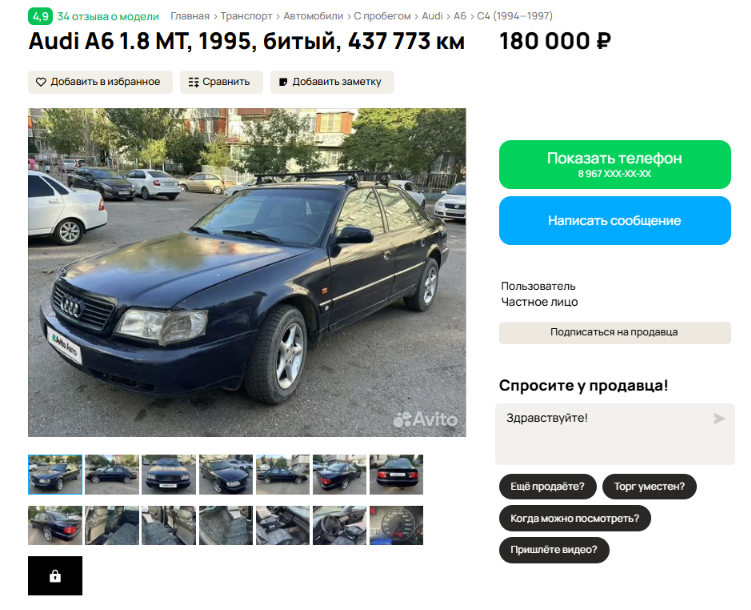 4,9 34 отзыва о модели Главная > Транспорт > Автомобили > С пробегом > Audi > A6 > C4 (1994—1997)
Audi A6 1.8 MT, 1995, битый, 437 773 км 180 000 ₽
Добавить в избранное Сравнить Добавить заметку
Показать телефон
8 967 XXX-XX-XX
Написать сообщение
Пользователь
Частное лицо
Подписаться на продавца
Спросите у продавца!
Здравствуйте!
Avito Авто
Avito
Ещё продаёте? Торг уместен?
Когда можно посмотреть?
Пришлёте видео?